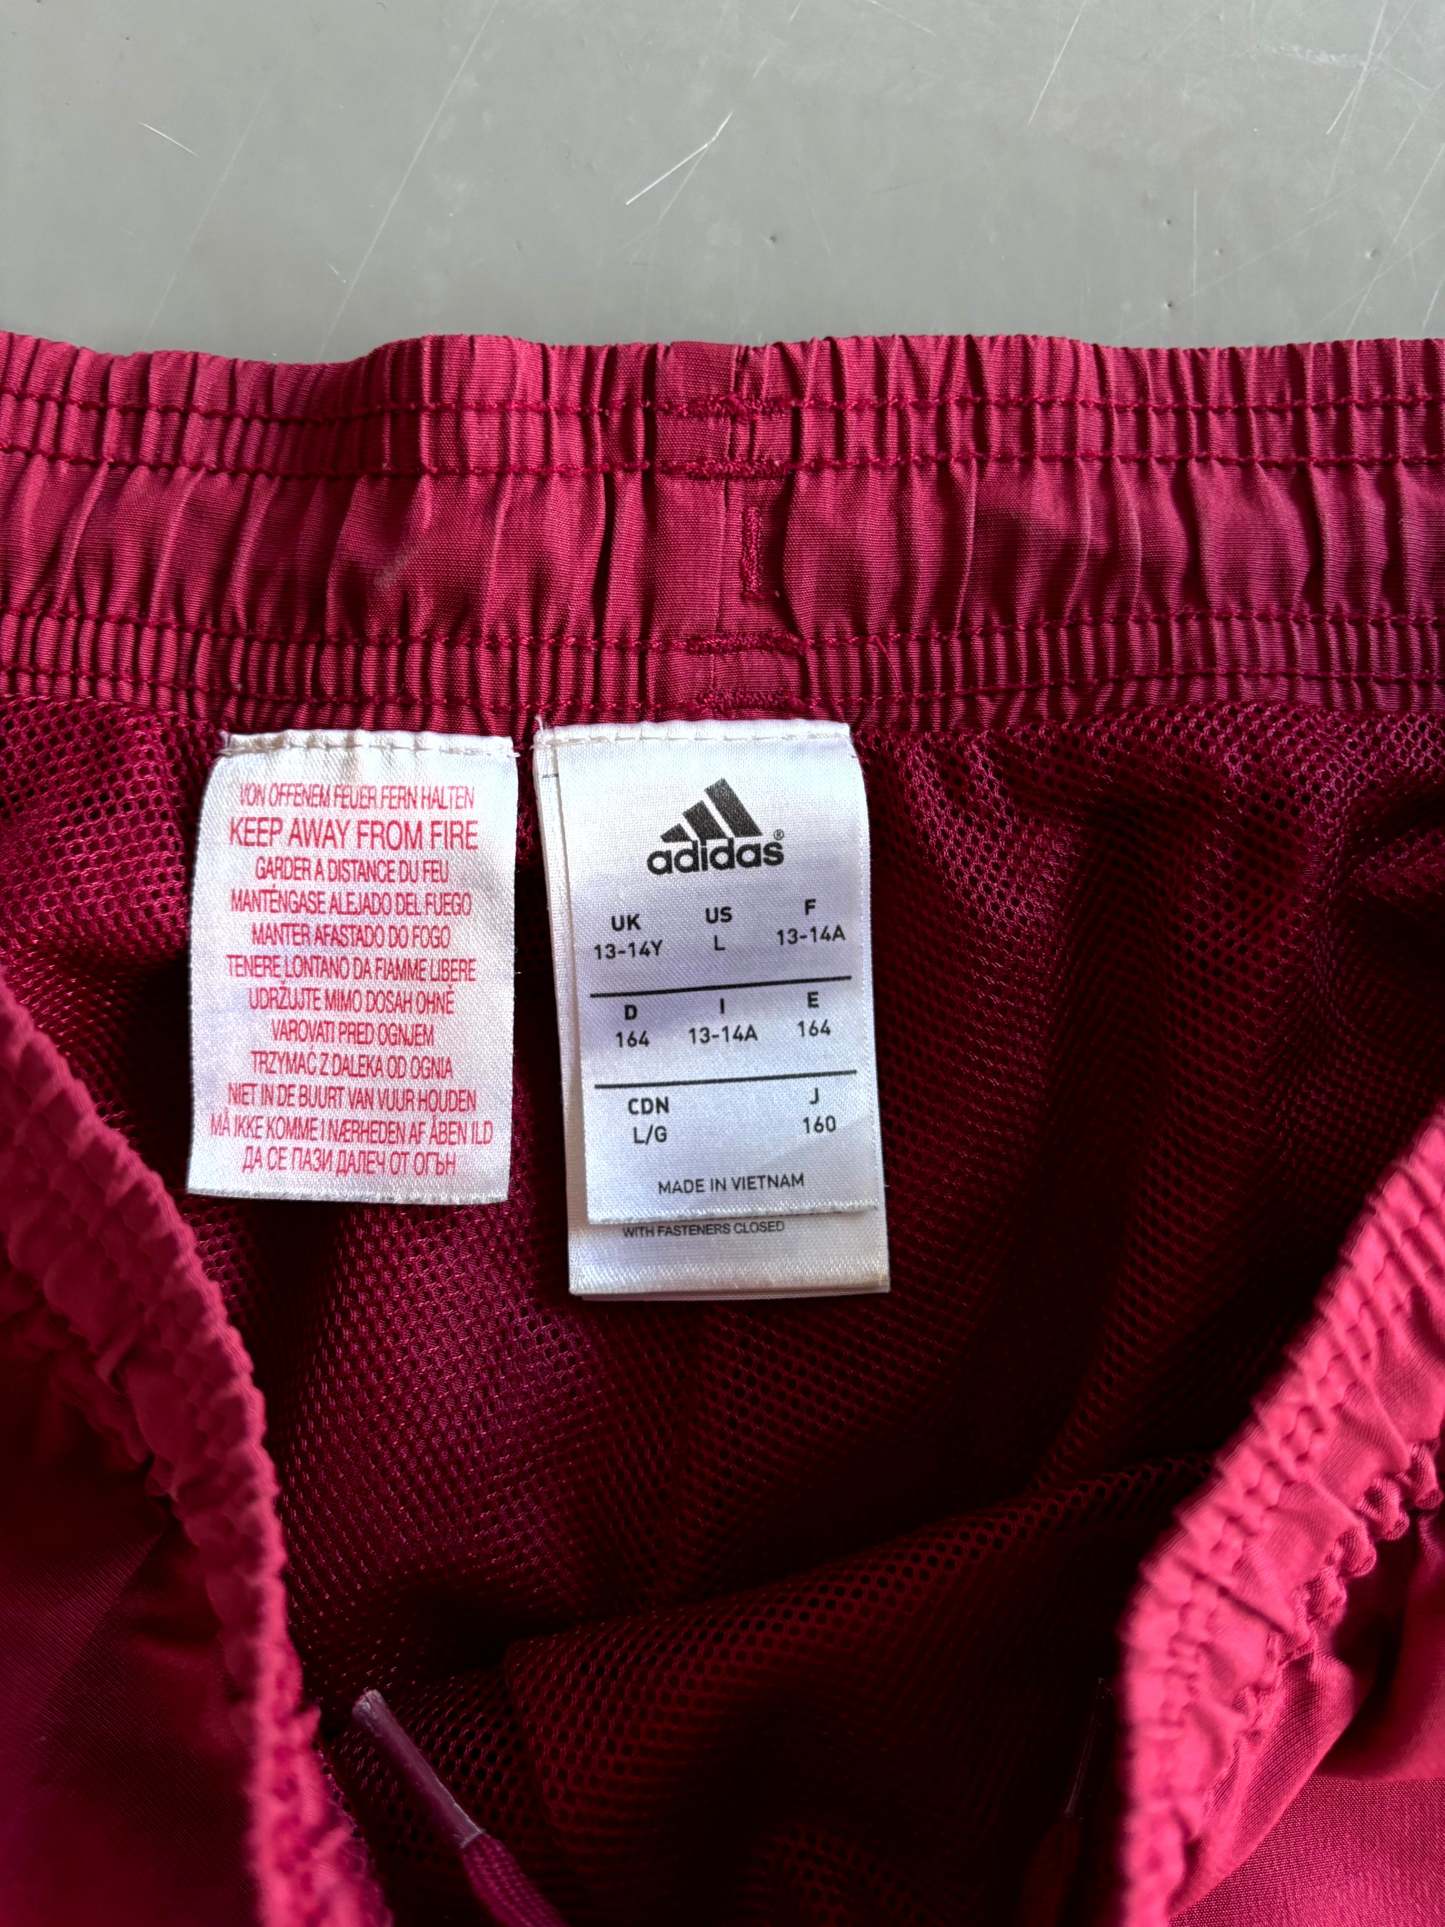 VON OFFENEM FEUER FERN HALTEN
KEEP AWAY FROM FIRE
GARDER A DISTANCE DU FEU
MANTÉNGASE ALEJADO DEL FUEGO
MANTER AFASTADO DO FOGO
TENERE LONTANO DA FIAMME LIBERE
UDRŽUJTE MIMO DOSAH OHNĚ
VAROVATI PRED OGNJEM
TRZYMAĆ Z DALEKA OD OGNIA
NIET IN DE BUURT VAN VUUR HOUDEN
MÅ IKKE KOMME I NÆRHEDEN AF ÅBEN ILD
ДА СЕ ПАЗИ ДАЛЕЧ ОТ ОГЪН
adidas®
UK US F
13-14Y L 13-14A
D I E
164 13-14A 164
CDN J
L/G 160
MADE IN VIETNAM
WITH FASTENERS CLOSED